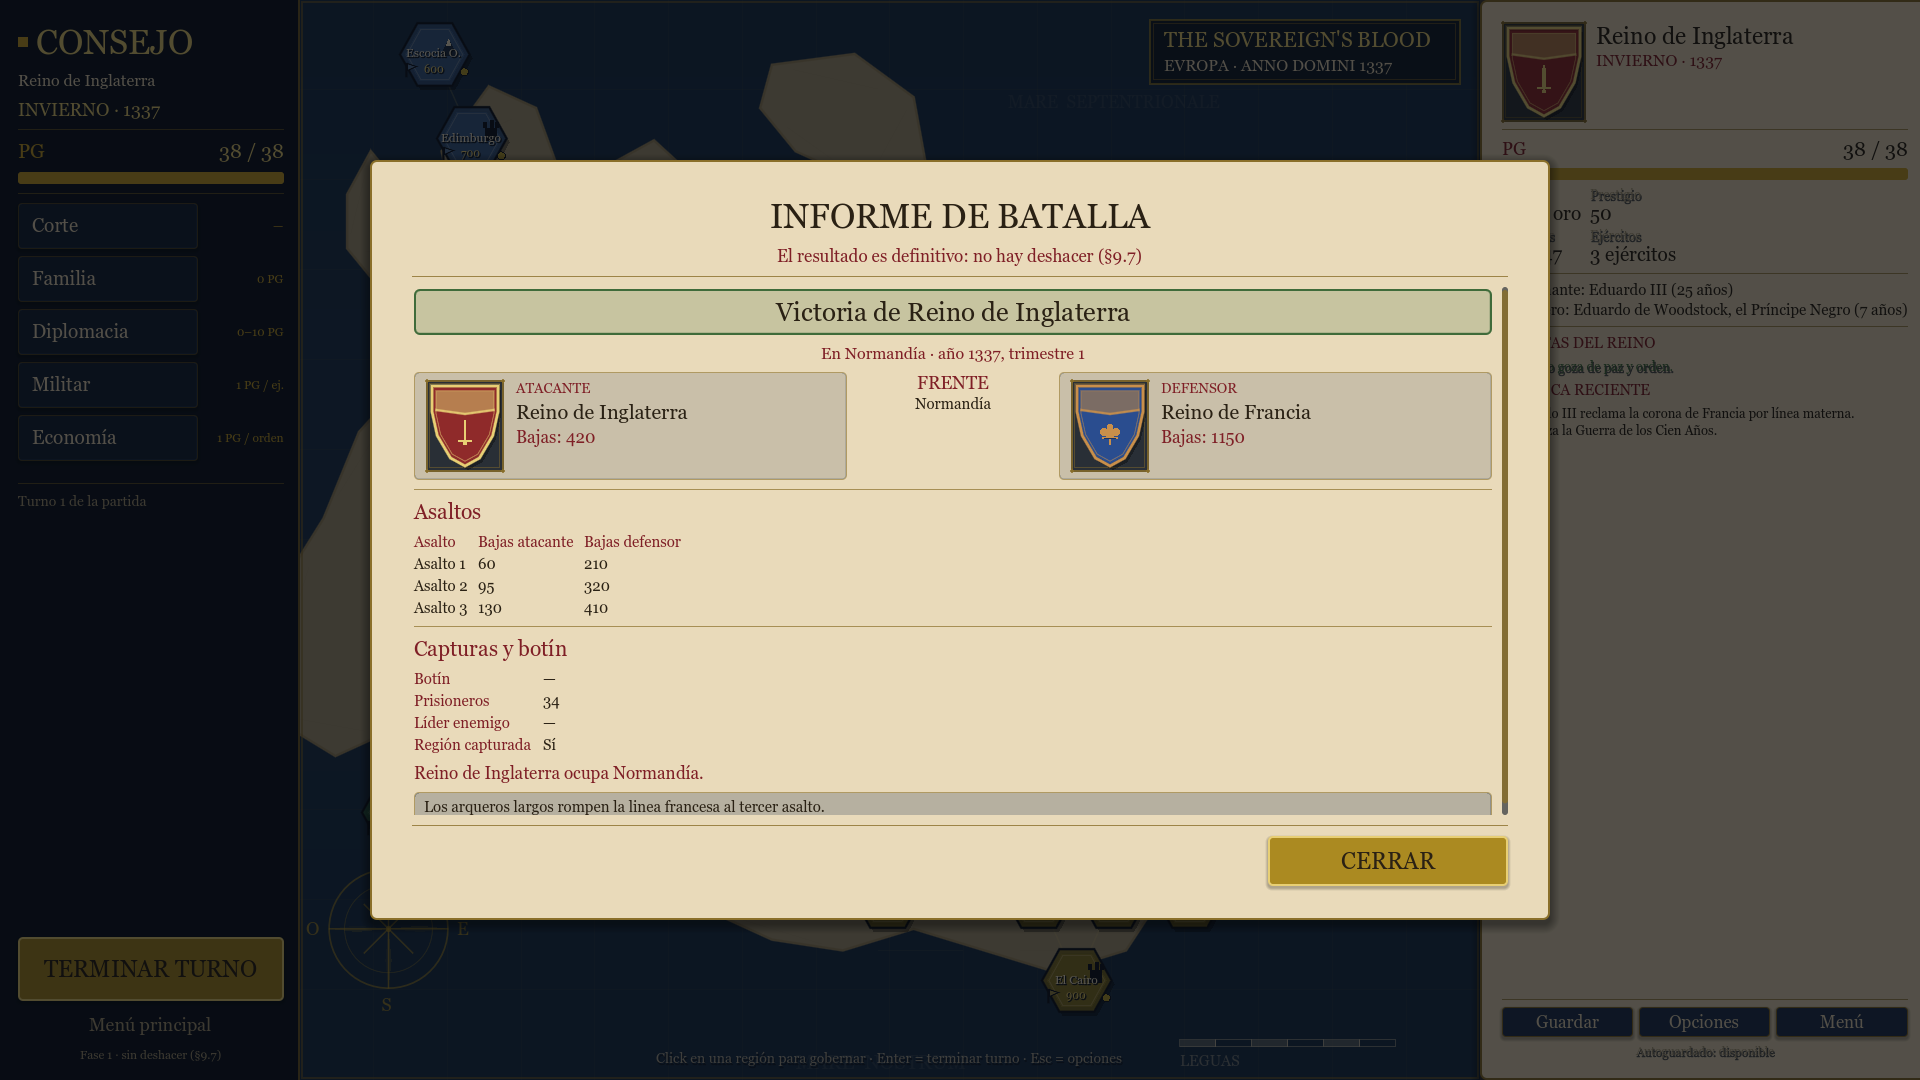 CONSEJO
Reino de Inglaterra
INVIERNO · 1337
PG 38 / 38
Corte —
Familia 0 PG
Diplomacia 0–10 PG
Militar 1 PG / ej.
Economía 1 PG / orden
Turno 1 de la partida
TERMINAR TURNO
Menú principal
Fase 1 · sin deshacer (§9.7)
Escocia O.
600
Edimburgo
700
THE SOVEREIGN'S BLOOD
EVROPA · ANNO DOMINI 1337
MARE SEPTENTRIONALE
INFORME DE BATALLA
El resultado es definitivo: no hay deshacer (§9.7)
Victoria de Reino de Inglaterra
En Normandía · año 1337, trimestre 1
ATACANTE
Reino de Inglaterra
Bajas: 420
FRENTE
Normandía
DEFENSOR
Reino de Francia
Bajas: 1150
Asaltos
Asalto Bajas atacante Bajas defensor
Asalto 1 60 210
Asalto 2 95 320
Asalto 3 130 410
Capturas y botín
Botín —
Prisioneros 34
Líder enemigo —
Región capturada Sí
Reino de Inglaterra ocupa Normandía.
Los arqueros largos rompen la linea francesa al tercer asalto.
CERRAR
O E
S
El Cairo
900
Click en una región para gobernar · Enter = terminar turno · Esc = opciones
LEGUAS
Reino de Inglaterra
INVIERNO · 1337
PG 38 / 38
Prestigio
oro 50
Ejércitos
3 ejércitos
Eduardo III (25 años)
Eduardo de Woodstock, el Príncipe Negro (7 años)
DEL REINO
goza de paz y orden.
RECIENTE
III reclama la corona de Francia por línea materna.
la Guerra de los Cien Años.
Guardar Opciones Menú
Autoguardado: disponible